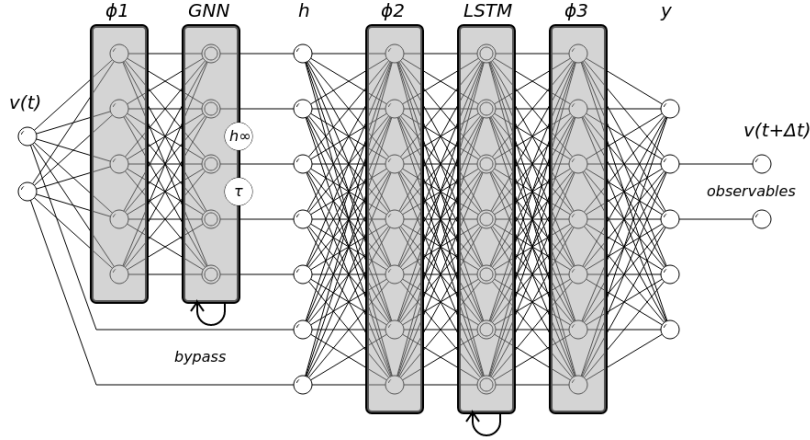 ϕ1 GNN h ϕ2 LSTM ϕ3 y
v(t)
h∞
τ
v(t+Δt)
observables
bypass